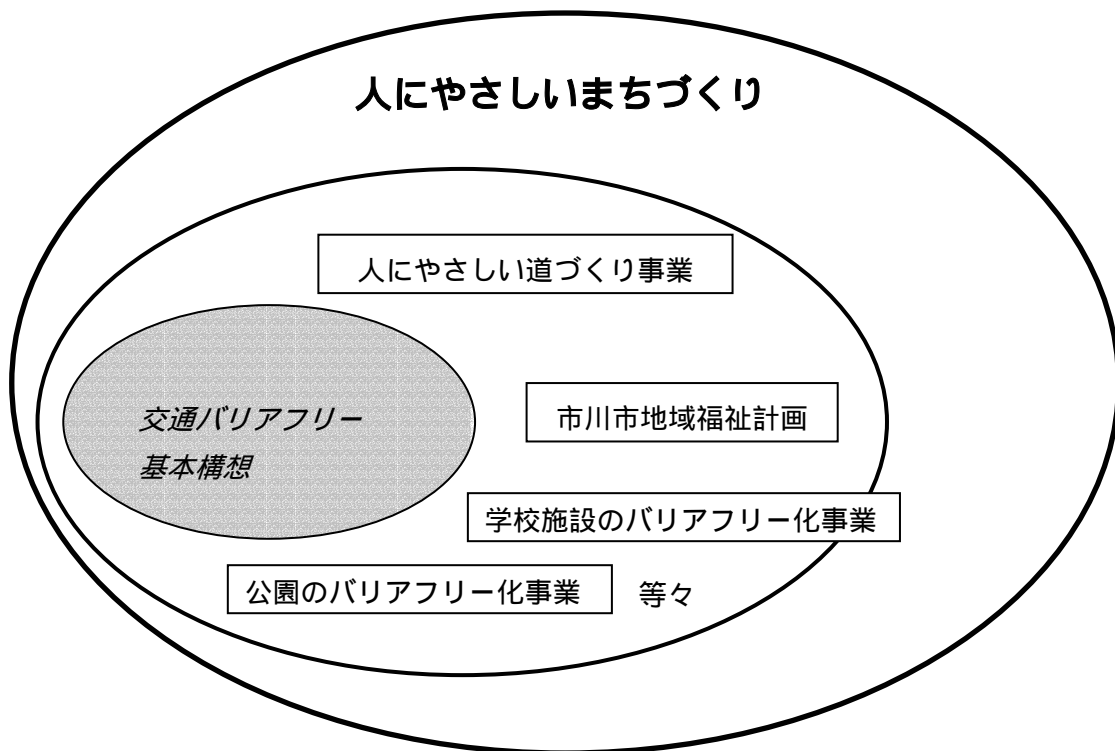 人にやさしいまちづくり
人にやさしい道づくり事業
交通バリアフリー
基本構想
市川市地域福祉計画
学校施設のバリアフリー化事業
公園のバリアフリー化事業
等々